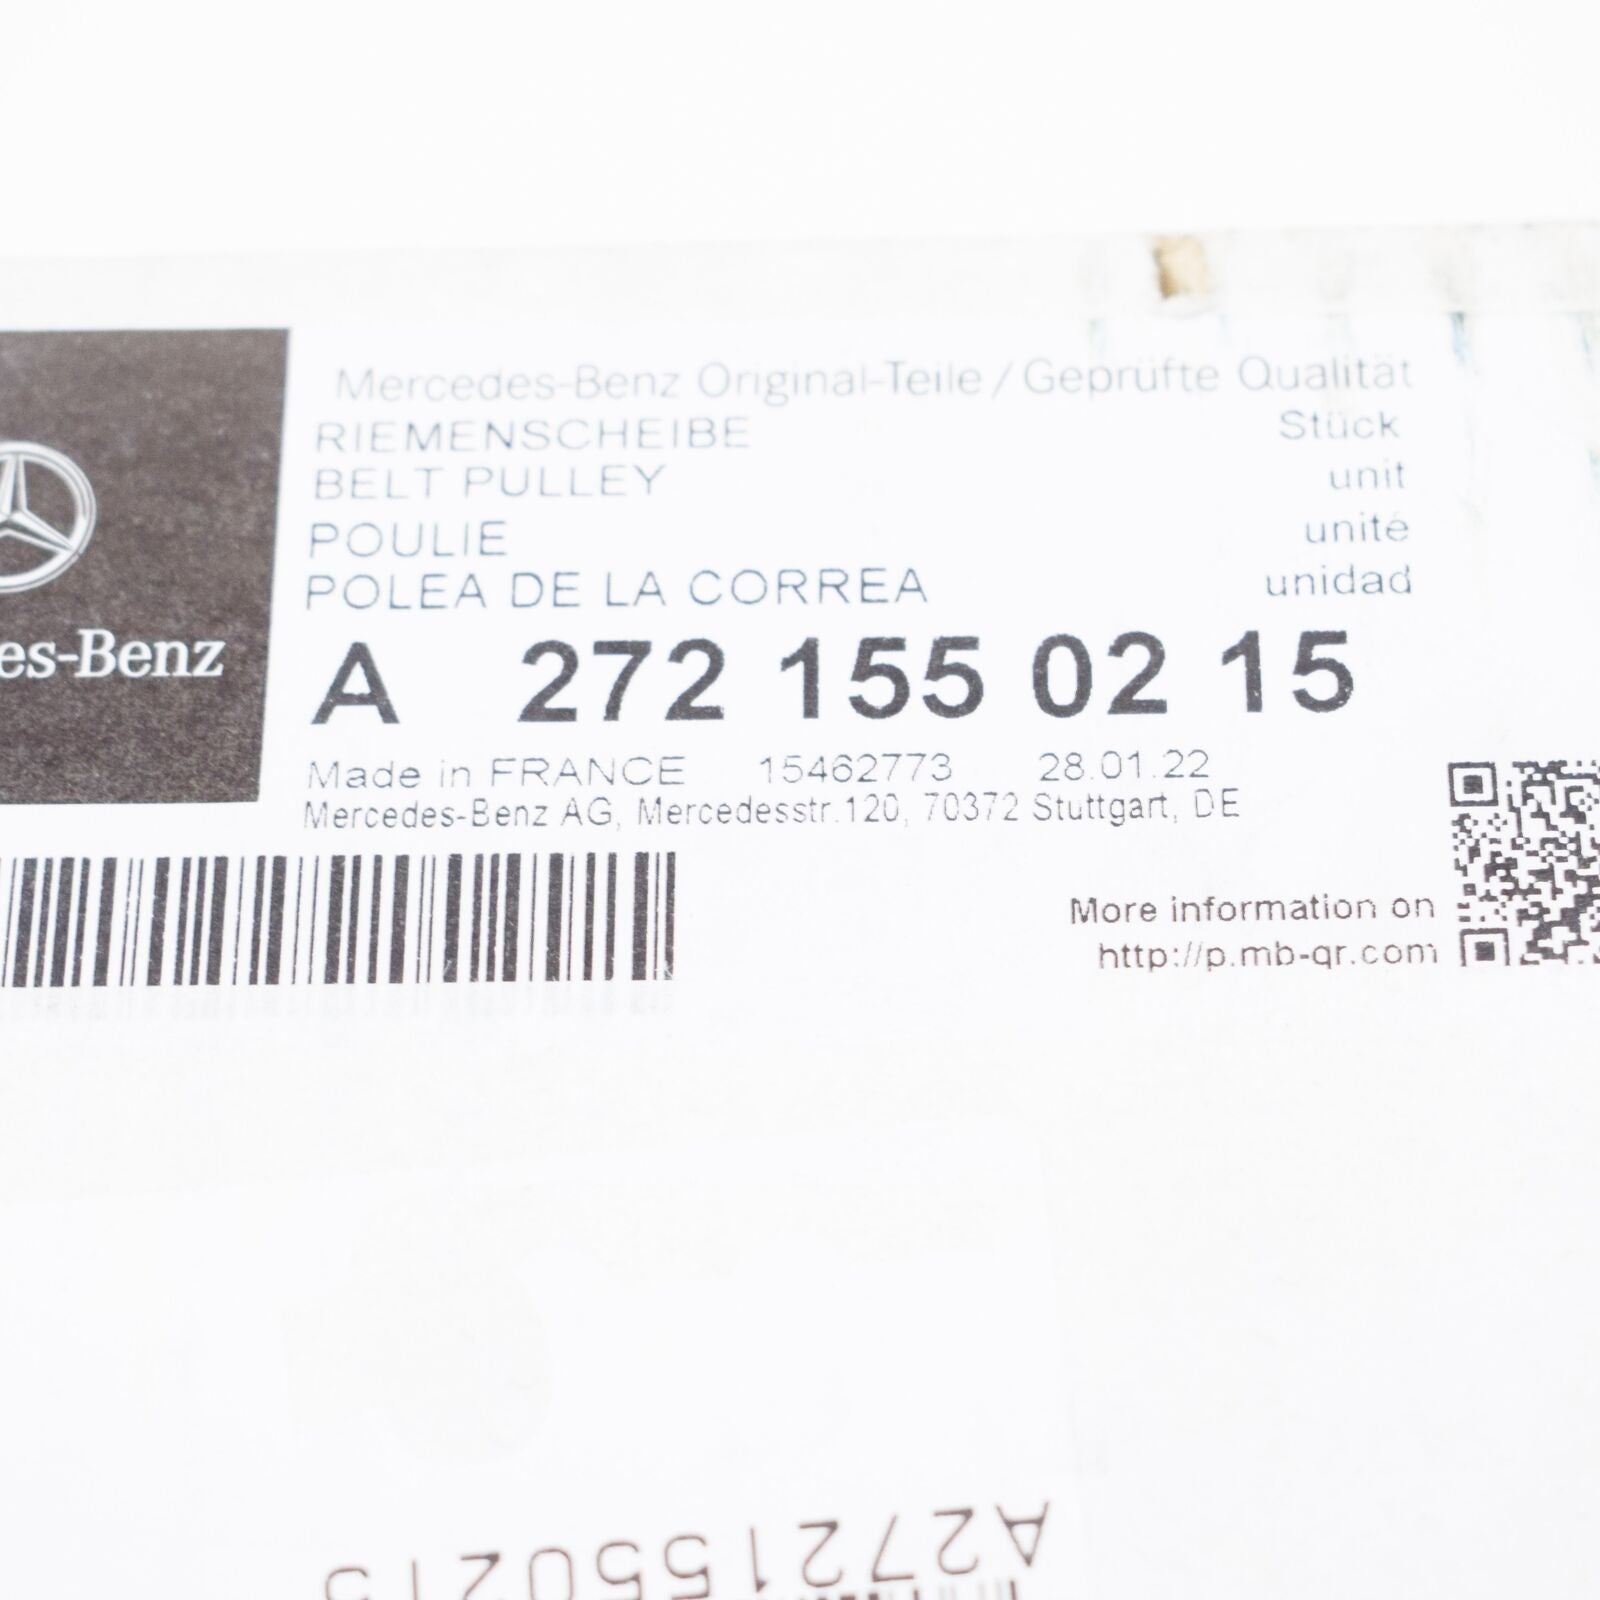 Mercedes-Benz Original-Teile / Geprüfte Qualität
RIEMENSCHEIBE Stück
BELT PULLEY unit
POULIE unité
POLEA DE LA CORREA unidad
es-Benz
A 272 155 02 15
Made in FRANCE 15462773 28.01.22
Mercedes-Benz AG, Mercedesstr.120, 70372 Stuttgart, DE
More information on
http://p.mb-qr.com
A2721550215